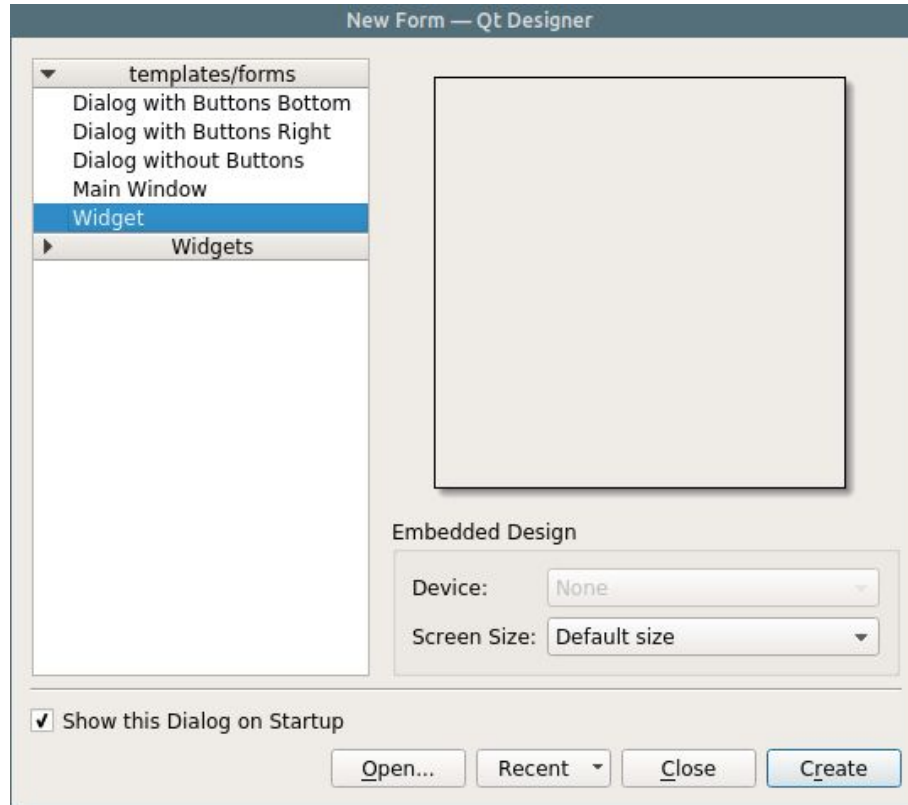 New Form — Qt Designer
templates/forms
Dialog with Buttons Bottom
Dialog with Buttons Right
Dialog without Buttons
Main Window
Widget
Widgets
Embedded Design
Device: None
Screen Size: Default size
Show this Dialog on Startup
Open... Recent Close Create